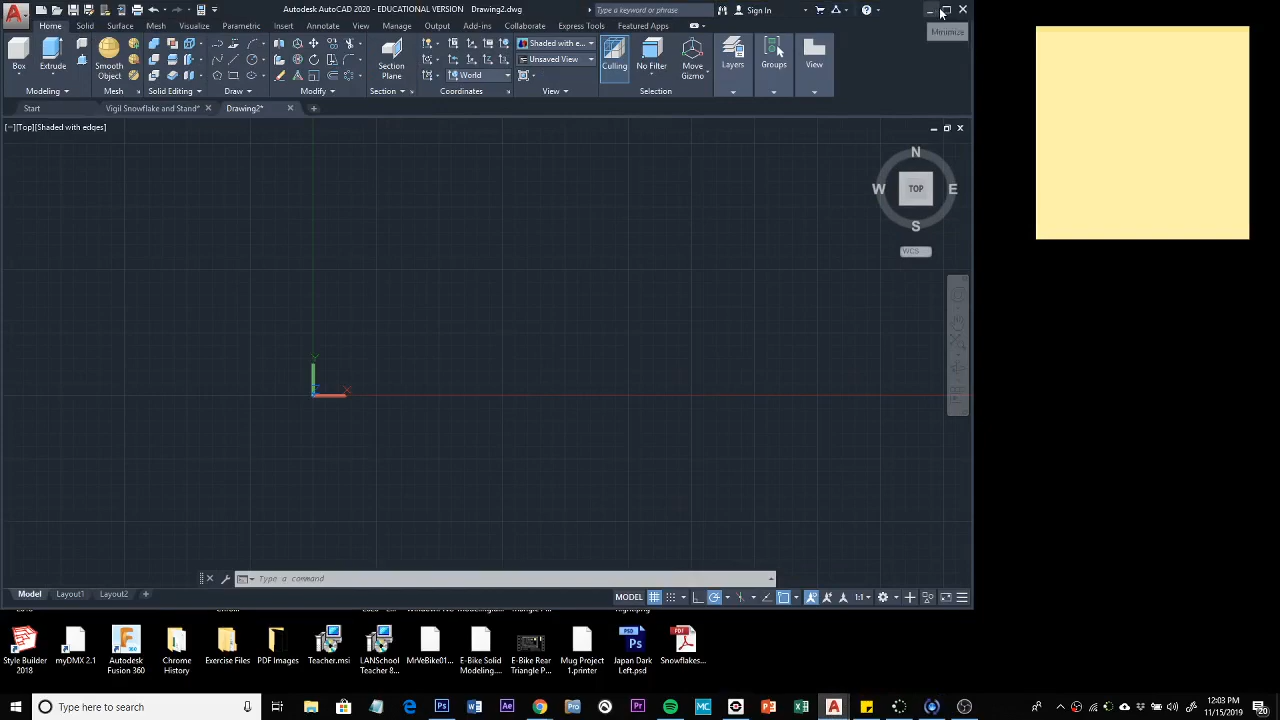 Autodesk AutoCAD 2020 - EDUCATIONAL VERSION Drawing2.dwg
Type a keyword or phrase
Sign In
Home Solid Surface Mesh Visualize Parametric Insert Annotate View Manage Output Add-ins Collaborate Express Tools Featured Apps
Minimize
Box Extrude Smooth Object Section Plane
Shaded with e...
Unsaved View
World
Culling No Filter Move Gizmo Layers Groups View
Modeling Mesh Solid Editing Draw Modify Section Coordinates View Selection
Start Vigil Snowflake and Stand* Drawing2*
[−][Top][Shaded with edges]
N
W TOP E
S
WCS
Y
X
Type a command
Model Layout1 Layout2
MODEL
1:1
Style Builder 2018
myDMX 2.1
Autodesk Fusion 360
Chrome History
Exercise Files
PDF Images
Teacher.msi
LANSchool Teacher 8...
MrVeBike01...
E-Bike Solid Modeling...
E-Bike Rear Triangle P...
Mug Project 1.printer
Japan Dark Left.psd
Snowflakes...
Type here to search
12:03 PM
11/15/2019